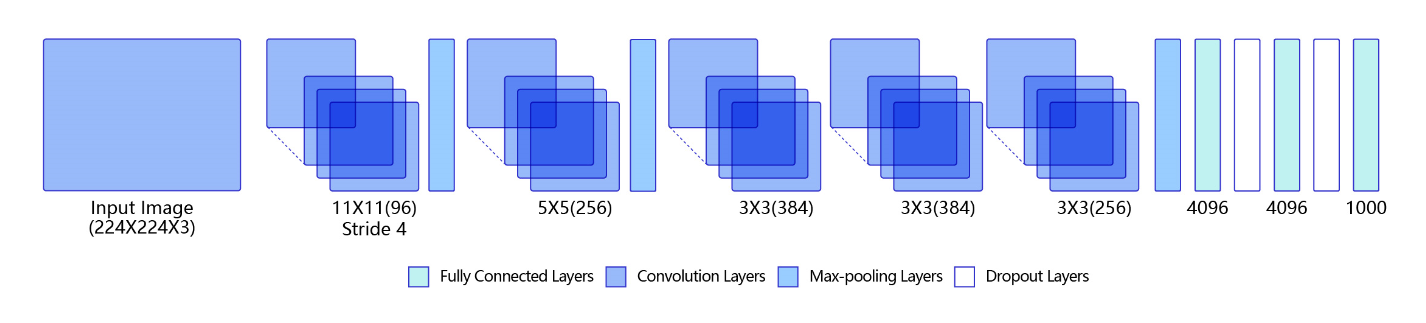 Input Image
(224X224X3)
11X11(96)
Stride 4
5X5(256)
3X3(384)
3X3(384)
3X3(256)
4096
4096
1000
Fully Connected Layers
Convolution Layers
Max-pooling Layers
Dropout Layers